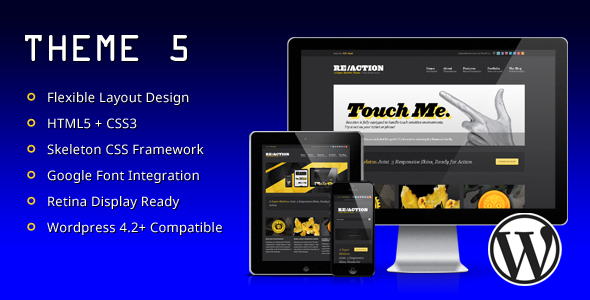 THEME 5
Flexible Layout Design
HTML5 + CSS3
Skeleton CSS Framework
Google Font Integration
Retina Display Ready
Wordpress 4.2+ Compatible
RE/ACTION
Touch Me.
RE/ACTION
RE/ACTION
W